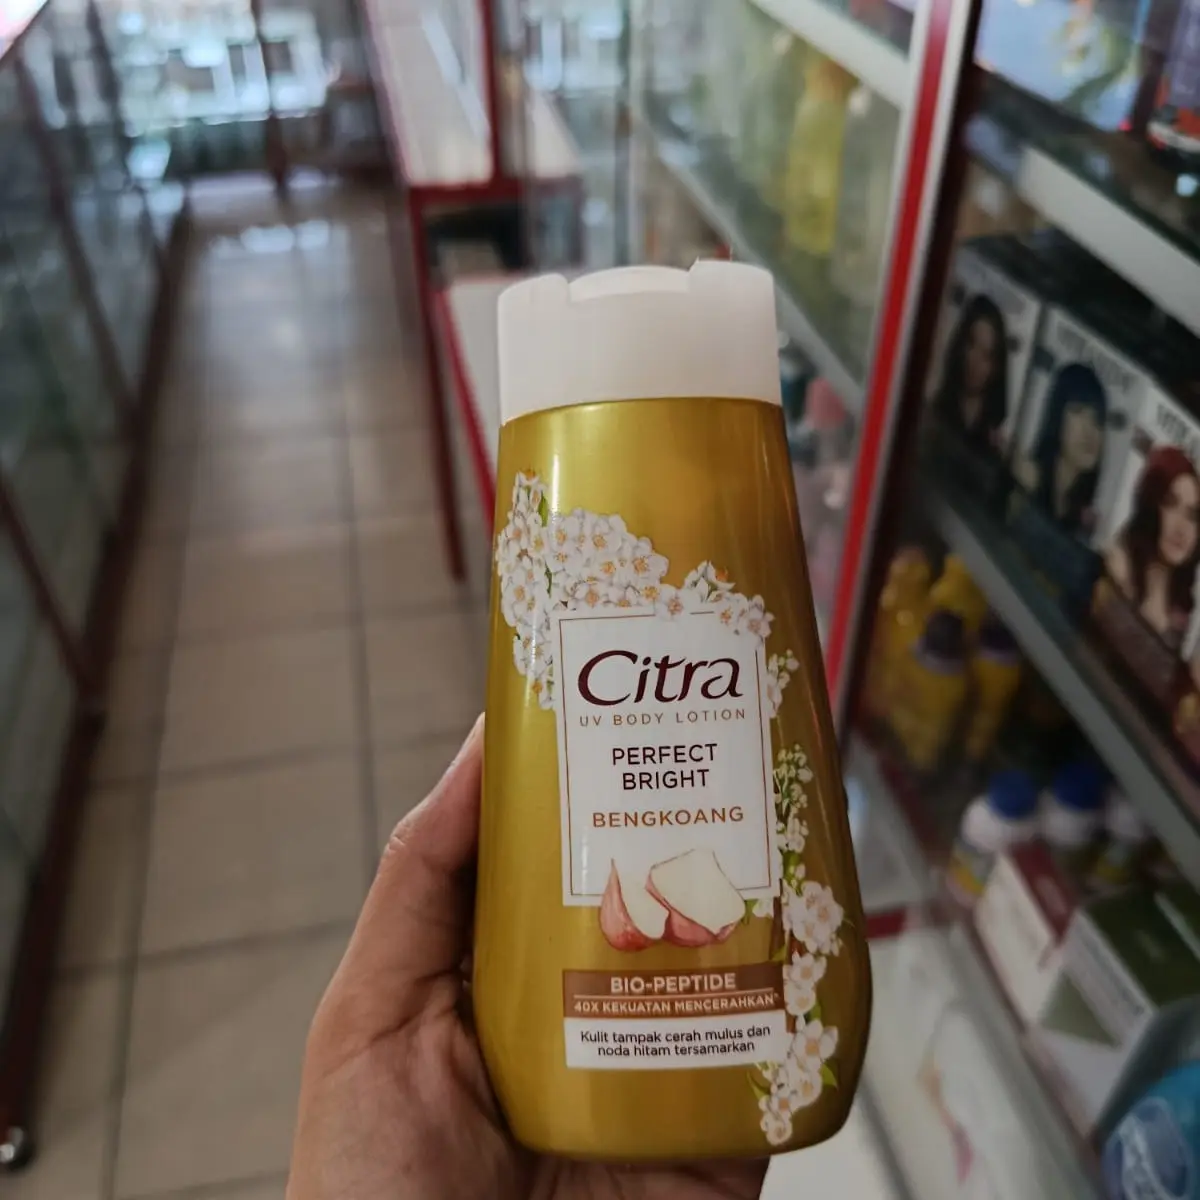 Citra
UV BODY LOTION
PERFECT
BRIGHT
BENGKOANG
BIO-PEPTIDE
40X KEKUATAN MENCERAHKAN*
Kulit tampak cerah mulus dan
noda hitam tersamarkan